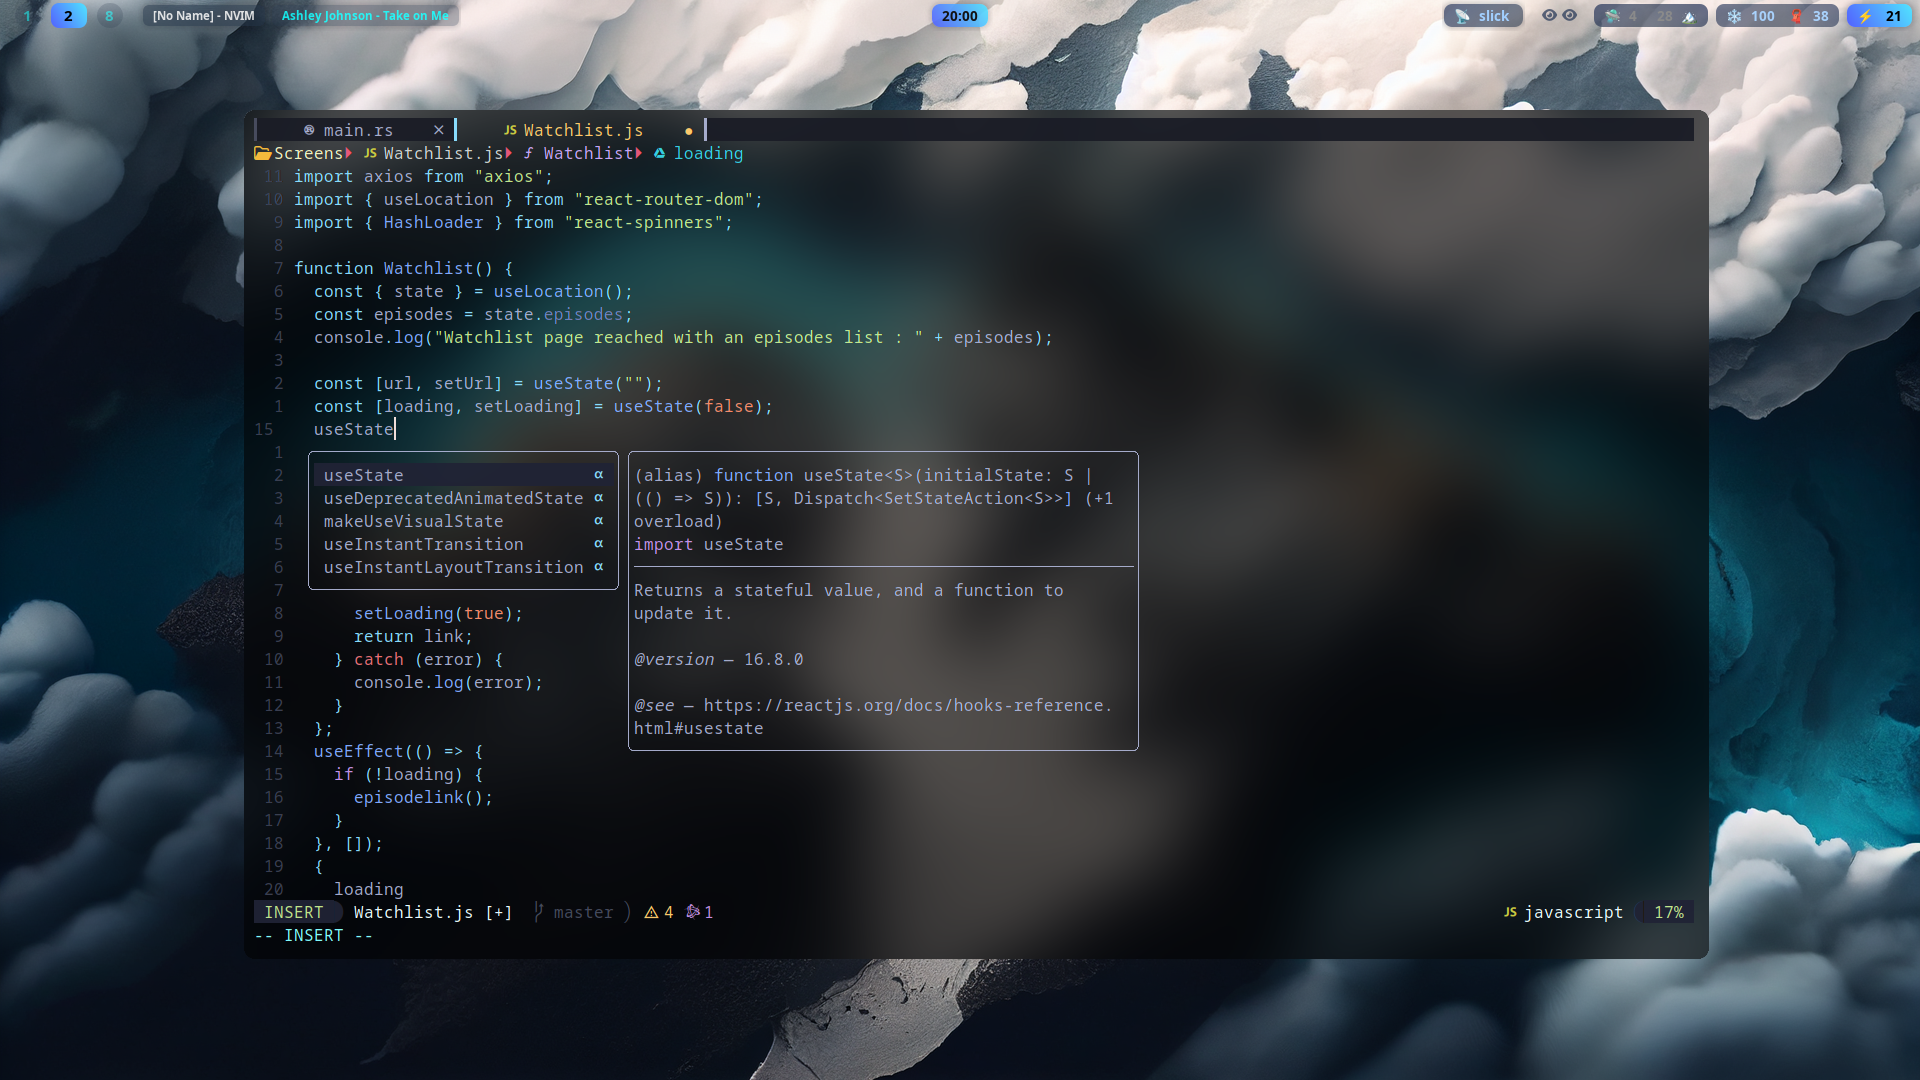 1 2 8 [No Name] - NVIM Ashley Johnson - Take on Me 20:00 slick 4 28 100 38 21
main.rs × JS Watchlist.js ●
Screens JS Watchlist.js ƒ Watchlist loading
11 import axios from "axios";
10 import { useLocation } from "react-router-dom";
9 import { HashLoader } from "react-spinners";
8
7 function Watchlist() {
6 const { state } = useLocation();
5 const episodes = state.episodes;
4 console.log("Watchlist page reached with an episodes list : " + episodes);
3
2 const [url, setUrl] = useState("");
1 const [loading, setLoading] = useState(false);
15 useState
1
2 useState α (alias) function useState<S>(initialState: S |
3 useDeprecatedAnimatedState α (() => S)): [S, Dispatch<SetStateAction<S>>] (+1
4 makeUseVisualState α overload)
5 useInstantTransition α import useState
6 useInstantLayoutTransition α
7 Returns a stateful value, and a function to
8 setLoading(true); update it.
9 return link;
10 } catch (error) { @version — 16.8.0
11 console.log(error);
12 } @see — https://reactjs.org/docs/hooks-reference.
13 }; html#usestate
14 useEffect(() => {
15 if (!loading) {
16 episodelink();
17 }
18 }, []);
19 {
20 loading
INSERT Watchlist.js [+] master ) 4 1 JS javascript 17%
-- INSERT --